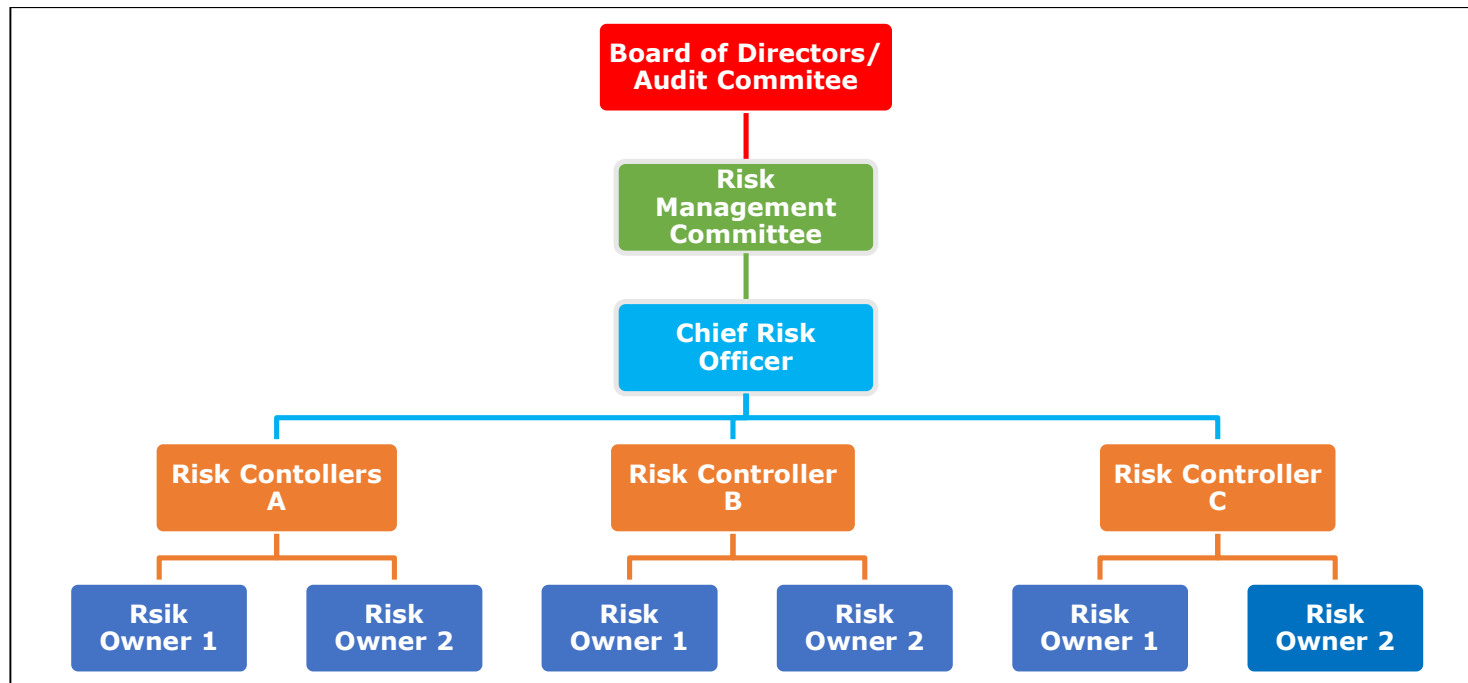 Board of Directors/
Audit Commitee
Risk
Management
Committee
Chief Risk
Officer
Risk Contollers
A
Risk Controller
B
Risk Controller
C
Rsik
Owner 1
Risk
Owner 2
Risk
Owner 1
Risk
Owner 2
Risk
Owner 1
Risk
Owner 2